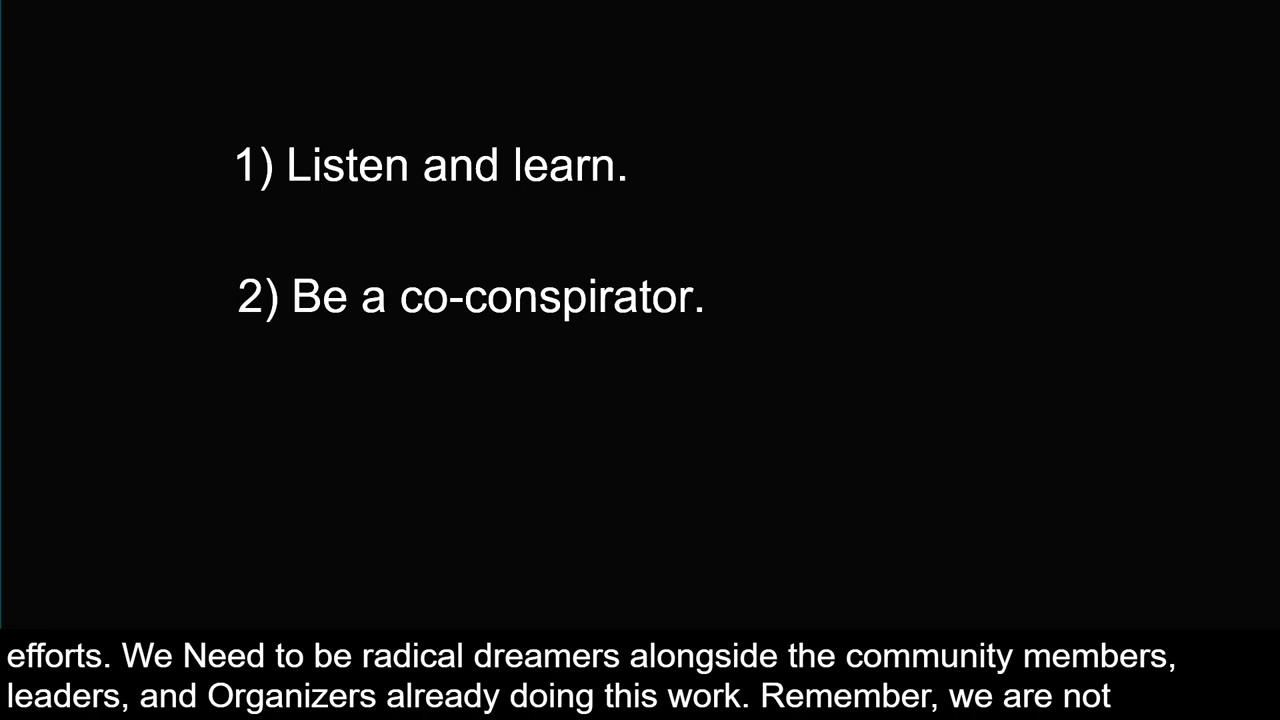 1) Listen and learn.
2) Be a co-conspirator.
efforts. We Need to be radical dreamers alongside the community members,
leaders, and Organizers already doing this work. Remember, we are not